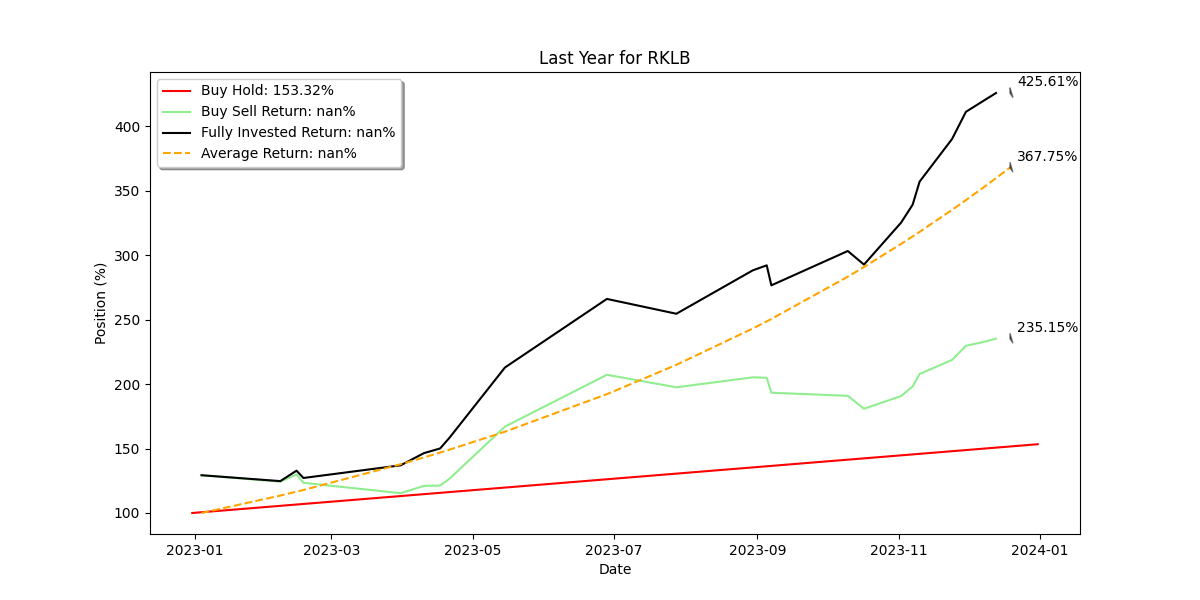 Last Year for RKLB
Buy Hold: 153.32%
Buy Sell Return: nan%
Fully Invested Return: nan%
Average Return: nan%
425.61%
367.75%
235.15%
400
350
300
250
200
150
100
Position (%)
2023-01 2023-03 2023-05 2023-07 2023-09 2023-11 2024-01
Date